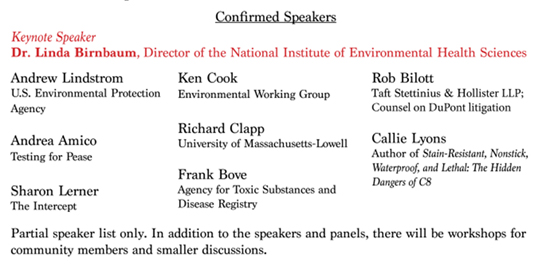 Confirmed Speakers
Keynote Speaker
Dr. Linda Birnbaum, Director of the National Institute of Environmental Health Sciences
Andrew Lindstrom
U.S. Environmental Protection
Agency
Andrea Amico
Testing for Pease
Sharon Lerner
The Intercept
Ken Cook
Environmental Working Group
Richard Clapp
University of Massachusetts-Lowell
Frank Bove
Agency for Toxic Substances and
Disease Registry
Rob Bilott
Taft Stettinius & Hollister LLP;
Counsel on DuPont litigation
Callie Lyons
Author of Stain-Resistant, Nonstick,
Waterproof, and Lethal: The Hidden
Dangers of C8
Partial speaker list only. In addition to the speakers and panels, there will be workshops for
community members and smaller discussions.